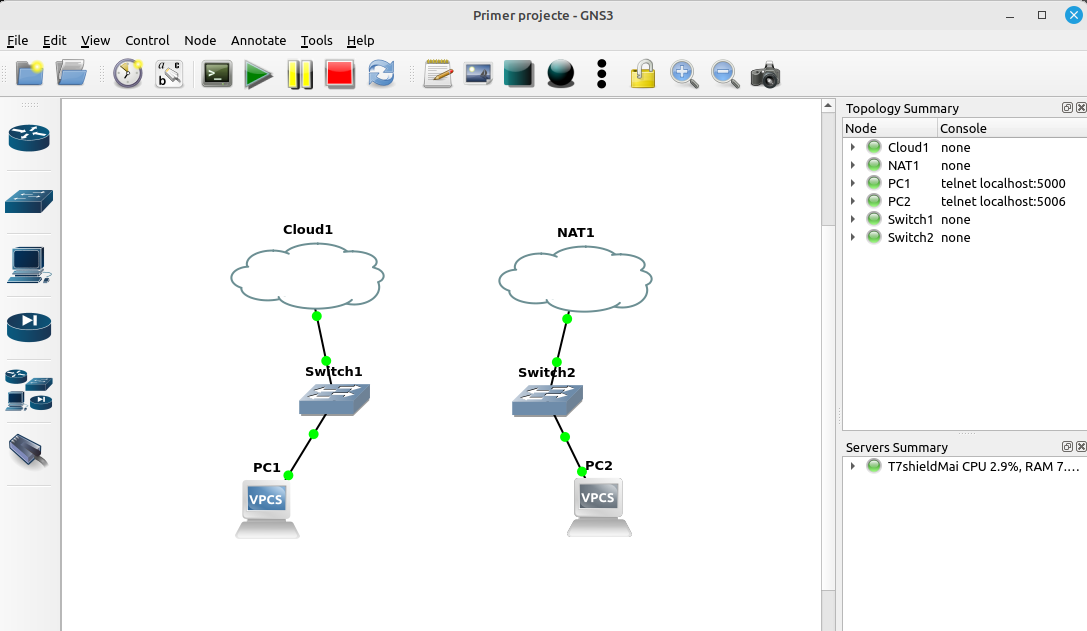 Primer projecte - GNS3
File Edit View Control Node Annotate Tools Help
a b c
Topology Summary
Node Console
Cloud1 none
NAT1 none
PC1 telnet localhost:5000
PC2 telnet localhost:5006
Switch1 none
Switch2 none
Cloud1
NAT1
Switch1
Switch2
PC1
PC2
VPCS
VPCS
Servers Summary
T7shieldMai CPU 2.9%, RAM 7....